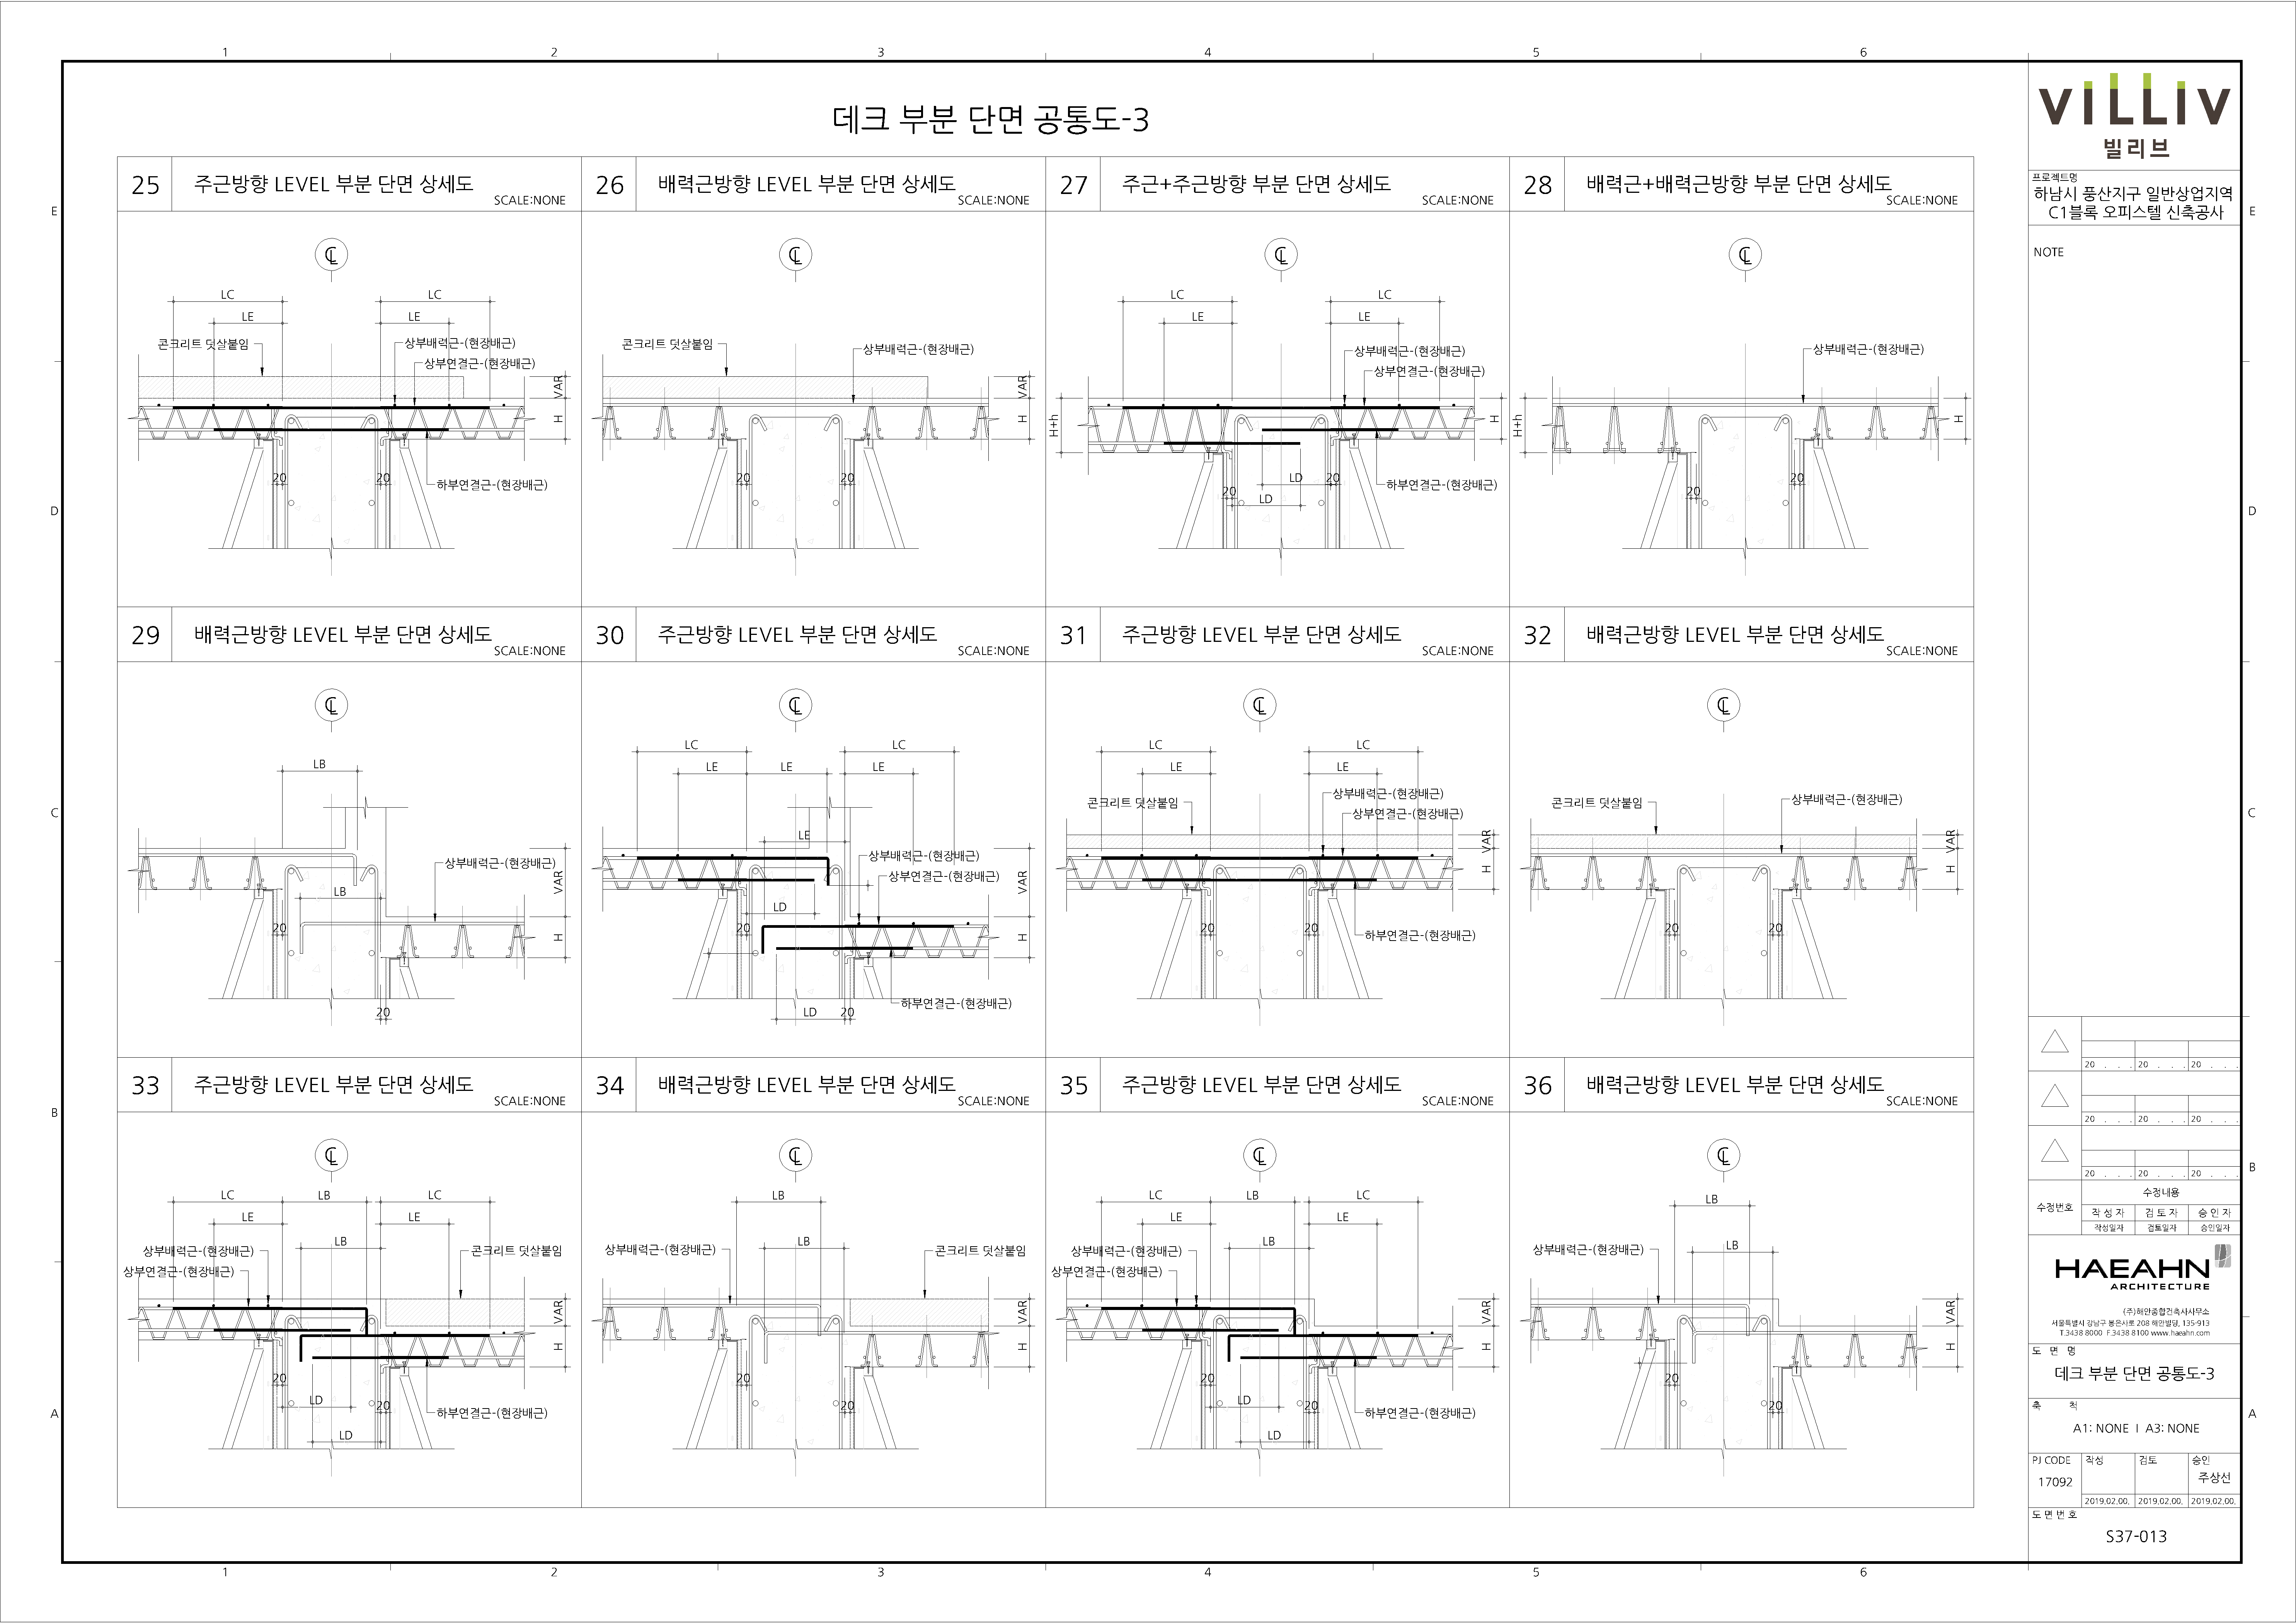 1 2 3 4 5 6
데크 부분 단면 공통도-3
25 주근방향 LEVEL 부분 단면 상세도 SCALE:NONE
26 배력근방향 LEVEL 부분 단면 상세도 SCALE:NONE
27 주근+주근방향 부분 단면 상세도 SCALE:NONE
28 배력근+배력근방향 부분 단면 상세도 SCALE:NONE
E E
℄
LC LC
LE LE
콘크리트 덧살붙임
상부배력근-(현장배근)
상부연결근-(현장배근)
VAR
H
20 20
하부연결근-(현장배근)
℄
콘크리트 덧살붙임
상부배력근-(현장배근)
VAR
H
20 20
℄
LC LC
LE LE
상부배력근-(현장배근)
상부연결근-(현장배근)
H+h
H
LD 20
20
LD
하부연결근-(현장배근)
℄
상부배력근-(현장배근)
H+h
H
20
20
D D
29 배력근방향 LEVEL 부분 단면 상세도 SCALE:NONE
30 주근방향 LEVEL 부분 단면 상세도 SCALE:NONE
31 주근방향 LEVEL 부분 단면 상세도 SCALE:NONE
32 배력근방향 LEVEL 부분 단면 상세도 SCALE:NONE
℄
LB
상부배력근-(현장배근)
VAR
LB
20
H
20
℄
LC LC
LE LE LE
LE
상부배력근-(현장배근)
상부연결근-(현장배근)
VAR
LD
20
H
하부연결근-(현장배근)
LD 20
℄
LC LC
LE LE
콘크리트 덧살붙임
상부배력근-(현장배근)
상부연결근-(현장배근)
VAR
H
20 20
하부연결근-(현장배근)
℄
콘크리트 덧살붙임
상부배력근-(현장배근)
VAR
H
20 20
C C
33 주근방향 LEVEL 부분 단면 상세도 SCALE:NONE
34 배력근방향 LEVEL 부분 단면 상세도 SCALE:NONE
35 주근방향 LEVEL 부분 단면 상세도 SCALE:NONE
36 배력근방향 LEVEL 부분 단면 상세도 SCALE:NONE
B B
℄
LC LB LC
LE LE
LB
상부배력근-(현장배근)
상부연결근-(현장배근)
콘크리트 덧살붙임
VAR
H
20
LD
20
하부연결근-(현장배근)
LD
℄
LB
LB
상부배력근-(현장배근)
콘크리트 덧살붙임
VAR
H
20
20
℄
LC LB LC
LE LE
LB
상부배력근-(현장배근)
상부연결근-(현장배근)
VAR
H
20
LD
20
하부연결근-(현장배근)
LD
℄
LB
LB
상부배력근-(현장배근)
VAR
H
20
20
A A
1 2 3 4 5 6
VILLIV
빌리브
프로젝트명
하남시 풍산지구 일반상업지역
C1블록 오피스텔 신축공사
NOTE
20 . . . 20 . . . 20 . . .
20 . . . 20 . . . 20 . . .
20 . . . 20 . . . 20 . . .
수정번호
수정내용
작 성 자 검 토 자 승 인 자
작성일자 검토일자 승인일자
HAEAHN
ARCHITECTURE
(주)해안종합건축사사무소
서울특별시 강남구 봉은사로 208 해안빌딩, 135-913
T.3438 8000 F.3438 8100 www.haeahn.com
도 면 명
데크 부분 단면 공통도-3
축 척
A1: NONE I A3: NONE
PJ CODE 작성 검토 승인
17092 주상선
2019.02.00. 2019.02.00. 2019.02.00.
도 면 번 호
S37-013